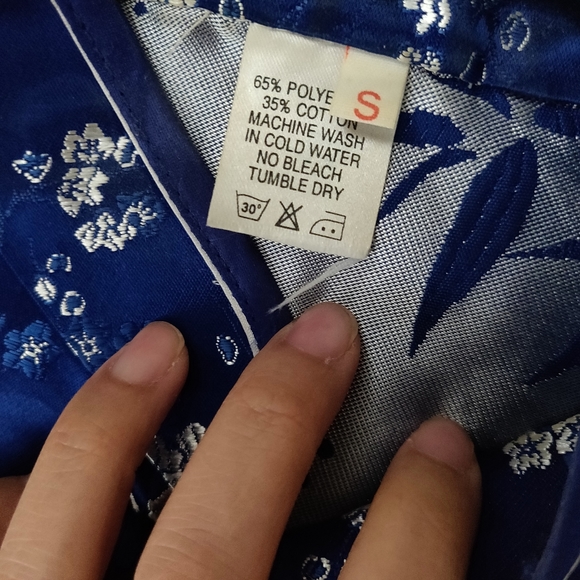 65% POLYE
S
35% COTTON
MACHINE WASH
IN COLD WATER
NO BLEACH
TUMBLE DRY
30°